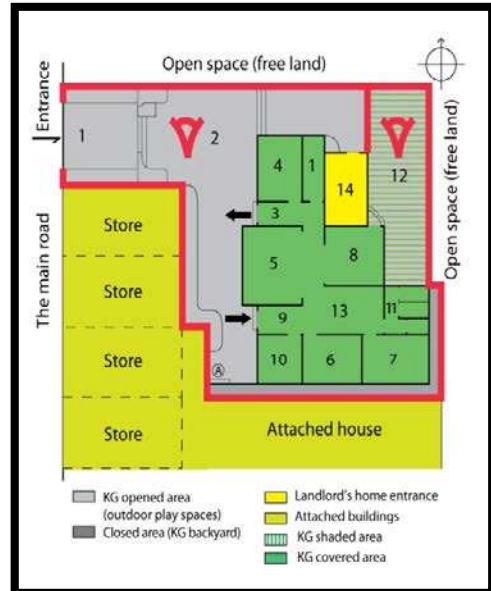 Open space (free land)
Entrance
1
2
12
4
1
14
3
Store
8
5
Open space (free land)
The main road
Store
9
13
11
10
6
7
A
Store
Store
Attached house
KG opened area
(outdoor play spaces)
Closed area (KG backyard)
Landlord's home entrance
Attached buildings
KG shaded area
KG covered area